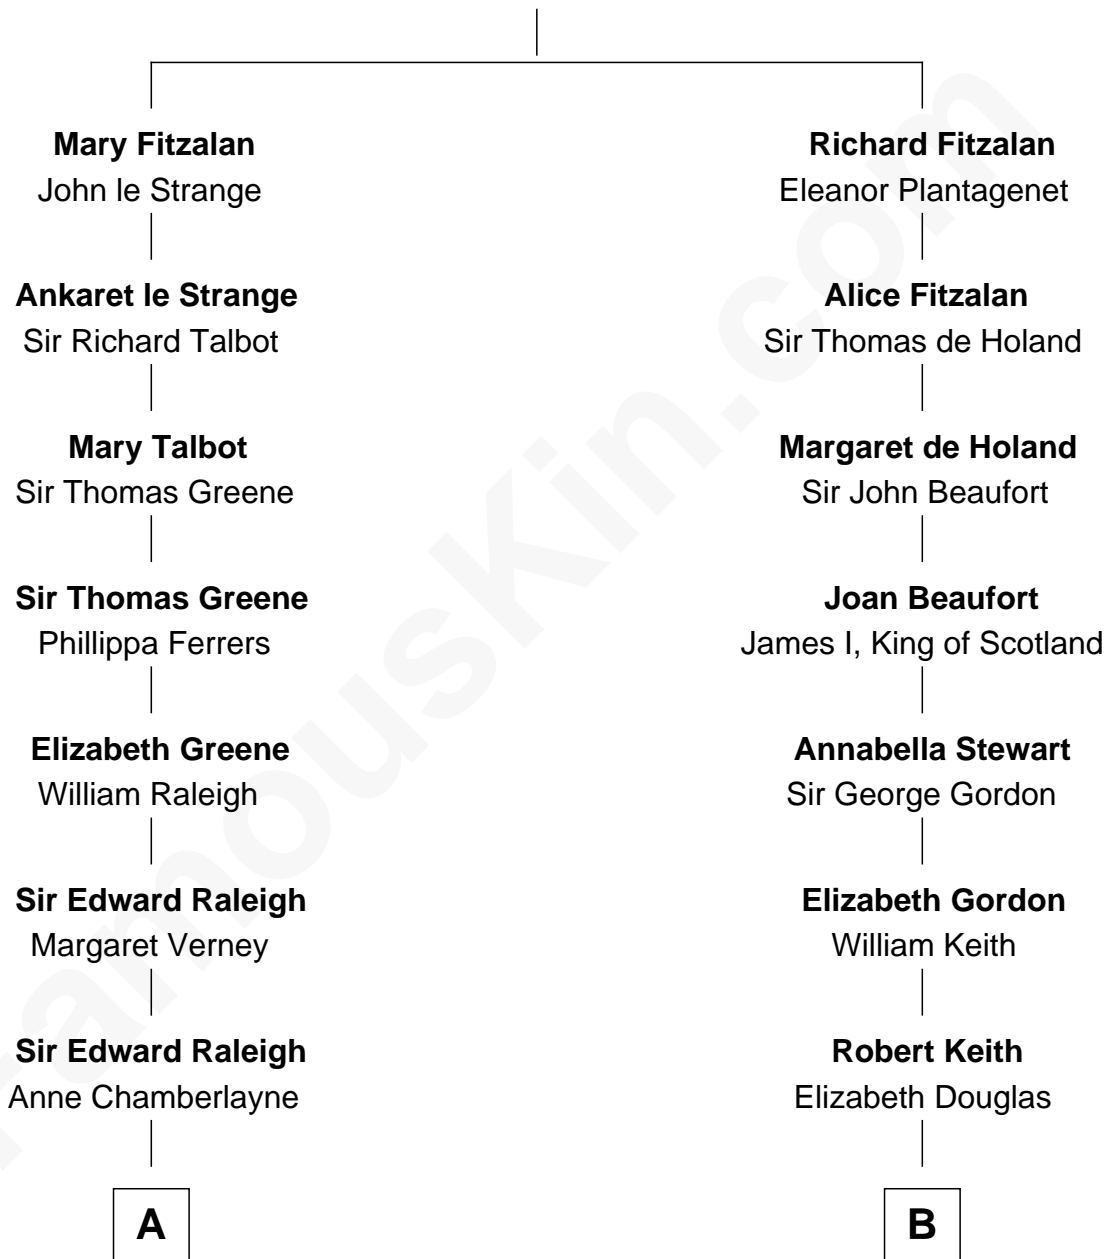 Mary Fitzalan
John le Strange
Richard Fitzalan
Eleanor Plantagenet
Ankaret le Strange
Sir Richard Talbot
Alice Fitzalan
Sir Thomas de Holand
Mary Talbot
Sir Thomas Greene
Margaret de Holand
Sir John Beaufort
Sir Thomas Greene
Phillippa Ferrers
Joan Beaufort
James I, King of Scotland
Elizabeth Greene
William Raleigh
Annabella Stewart
Sir George Gordon
Sir Edward Raleigh
Margaret Verney
Elizabeth Gordon
William Keith
Sir Edward Raleigh
Anne Chamberlayne
Robert Keith
Elizabeth Douglas
A
B
FamousKin.com